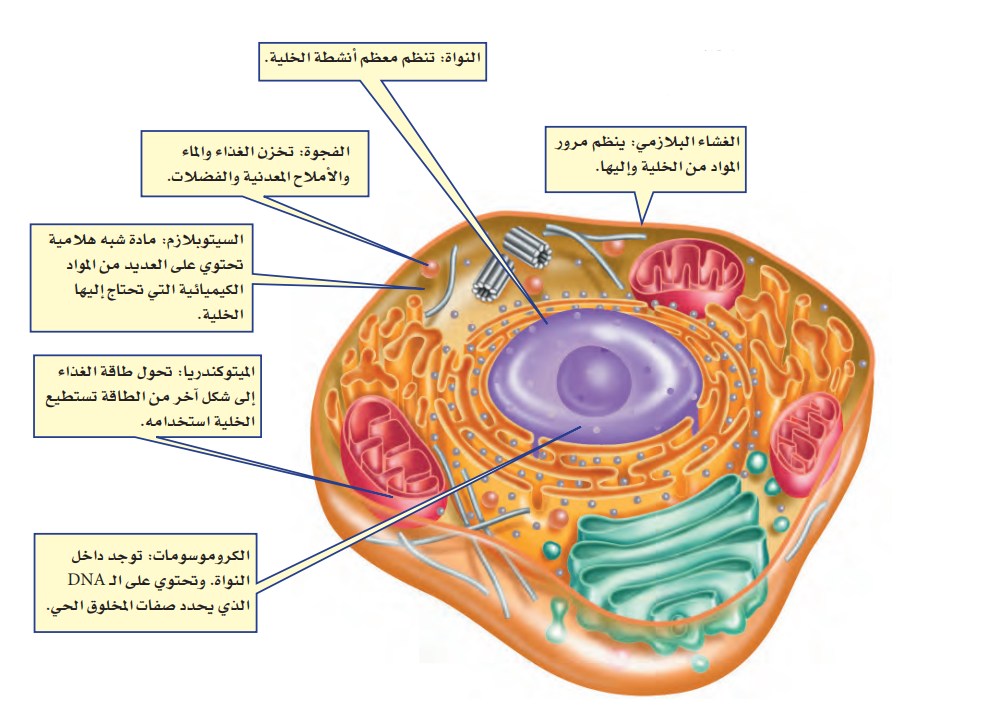 النواة: تنظم معظم أنشطة الخلية.
الغشاء البلازمي: ينظم مرور
المواد من الخلية وإليها.
الفجوة: تخزن الغذاء والماء
والأملاح المعدنية والفضلات.
السيتوبلازم: مادة شبه هلامية
تحتوي على العديد من المواد
الكيميائية التي تحتاج إليها
الخلية.
الميتوكندريا: تحول طاقة الغذاء
إلى شكل آخر من الطاقة تستطيع
الخلية استخدامه.
الكروموسومات: توجد داخل
النواة. وتحتوي على الـ DNA
الذي يحدد صفات المخلوق الحي.